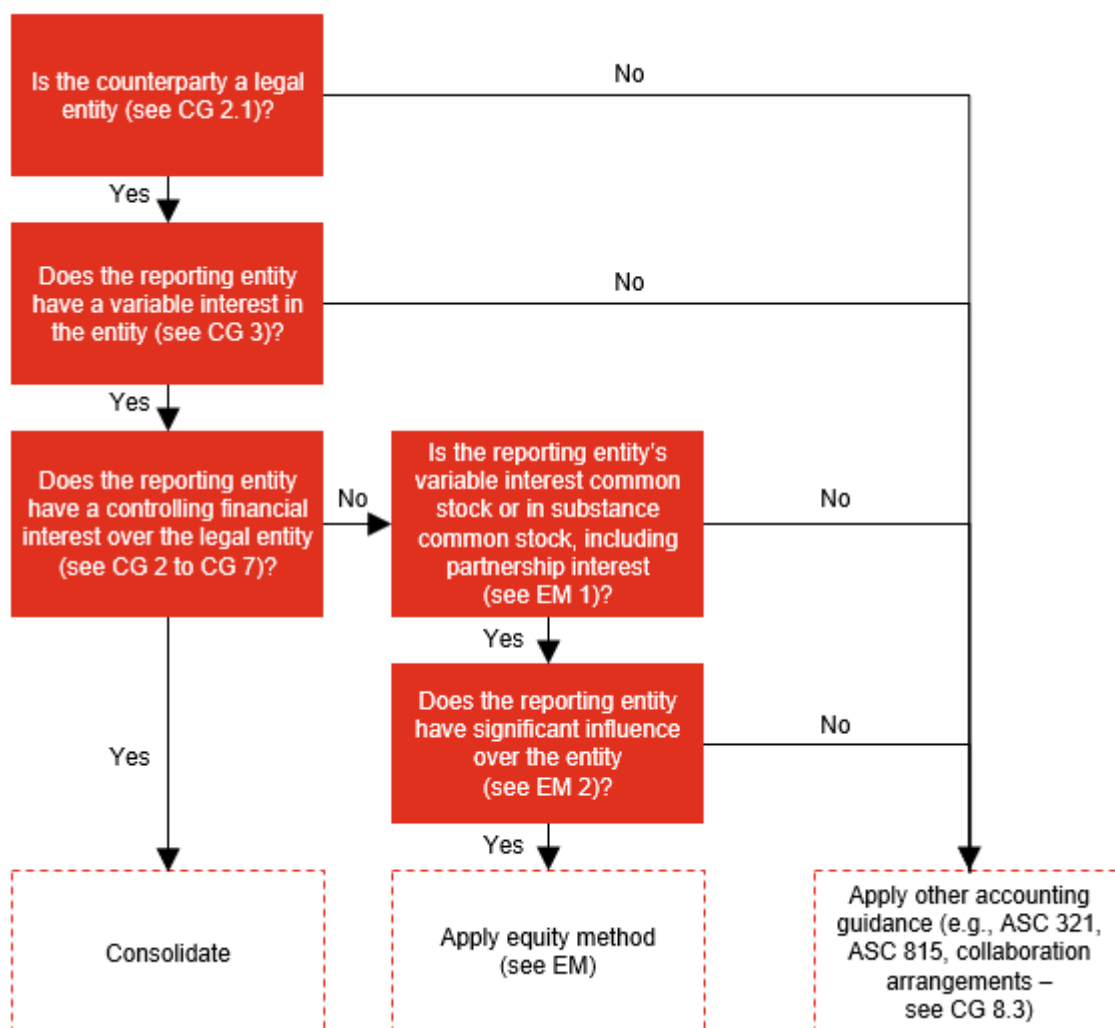 Is the counterparty a legal
entity (see CG 2.1)?
No
Yes
Does the reporting entity
have a variable interest in
the entity (see CG 3)?
No
Yes
Does the reporting entity
have a controlling financial
interest over the legal entity
(see CG 2 to CG 7)?
No
Is the reporting entity's
variable interest common
stock or in substance
common stock, including
partnership interest
(see EM 1)?
No
Yes
Does the reporting entity
have significant influence
over the entity
(see EM 2)?
No
Yes
Yes
Consolidate
Apply equity method
(see EM)
Apply other accounting
guidance (e.g., ASC 321,
ASC 815, collaboration
arrangements –
see CG 8.3)